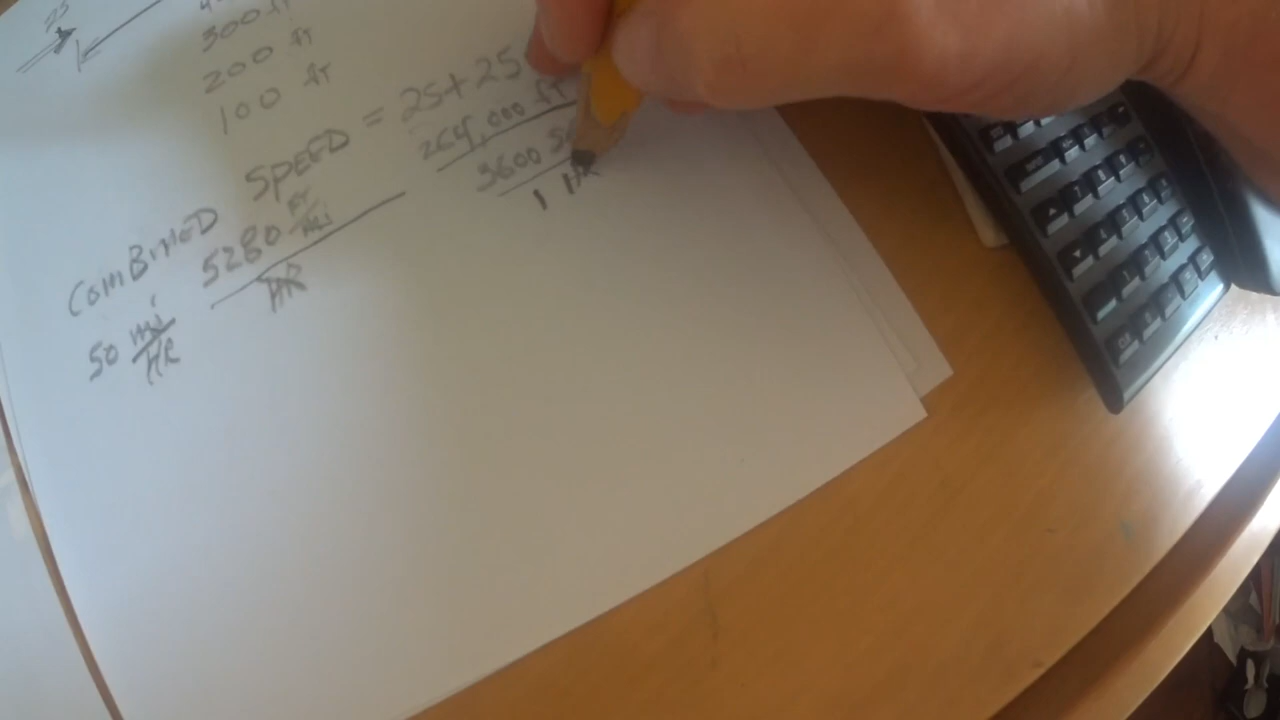 25
300 ft
200 ft
100 ft
COMBINED SPEED = 25+25
264,000 ft
3600
1 HR
5280 FT
mi
HR
50 mi
HR